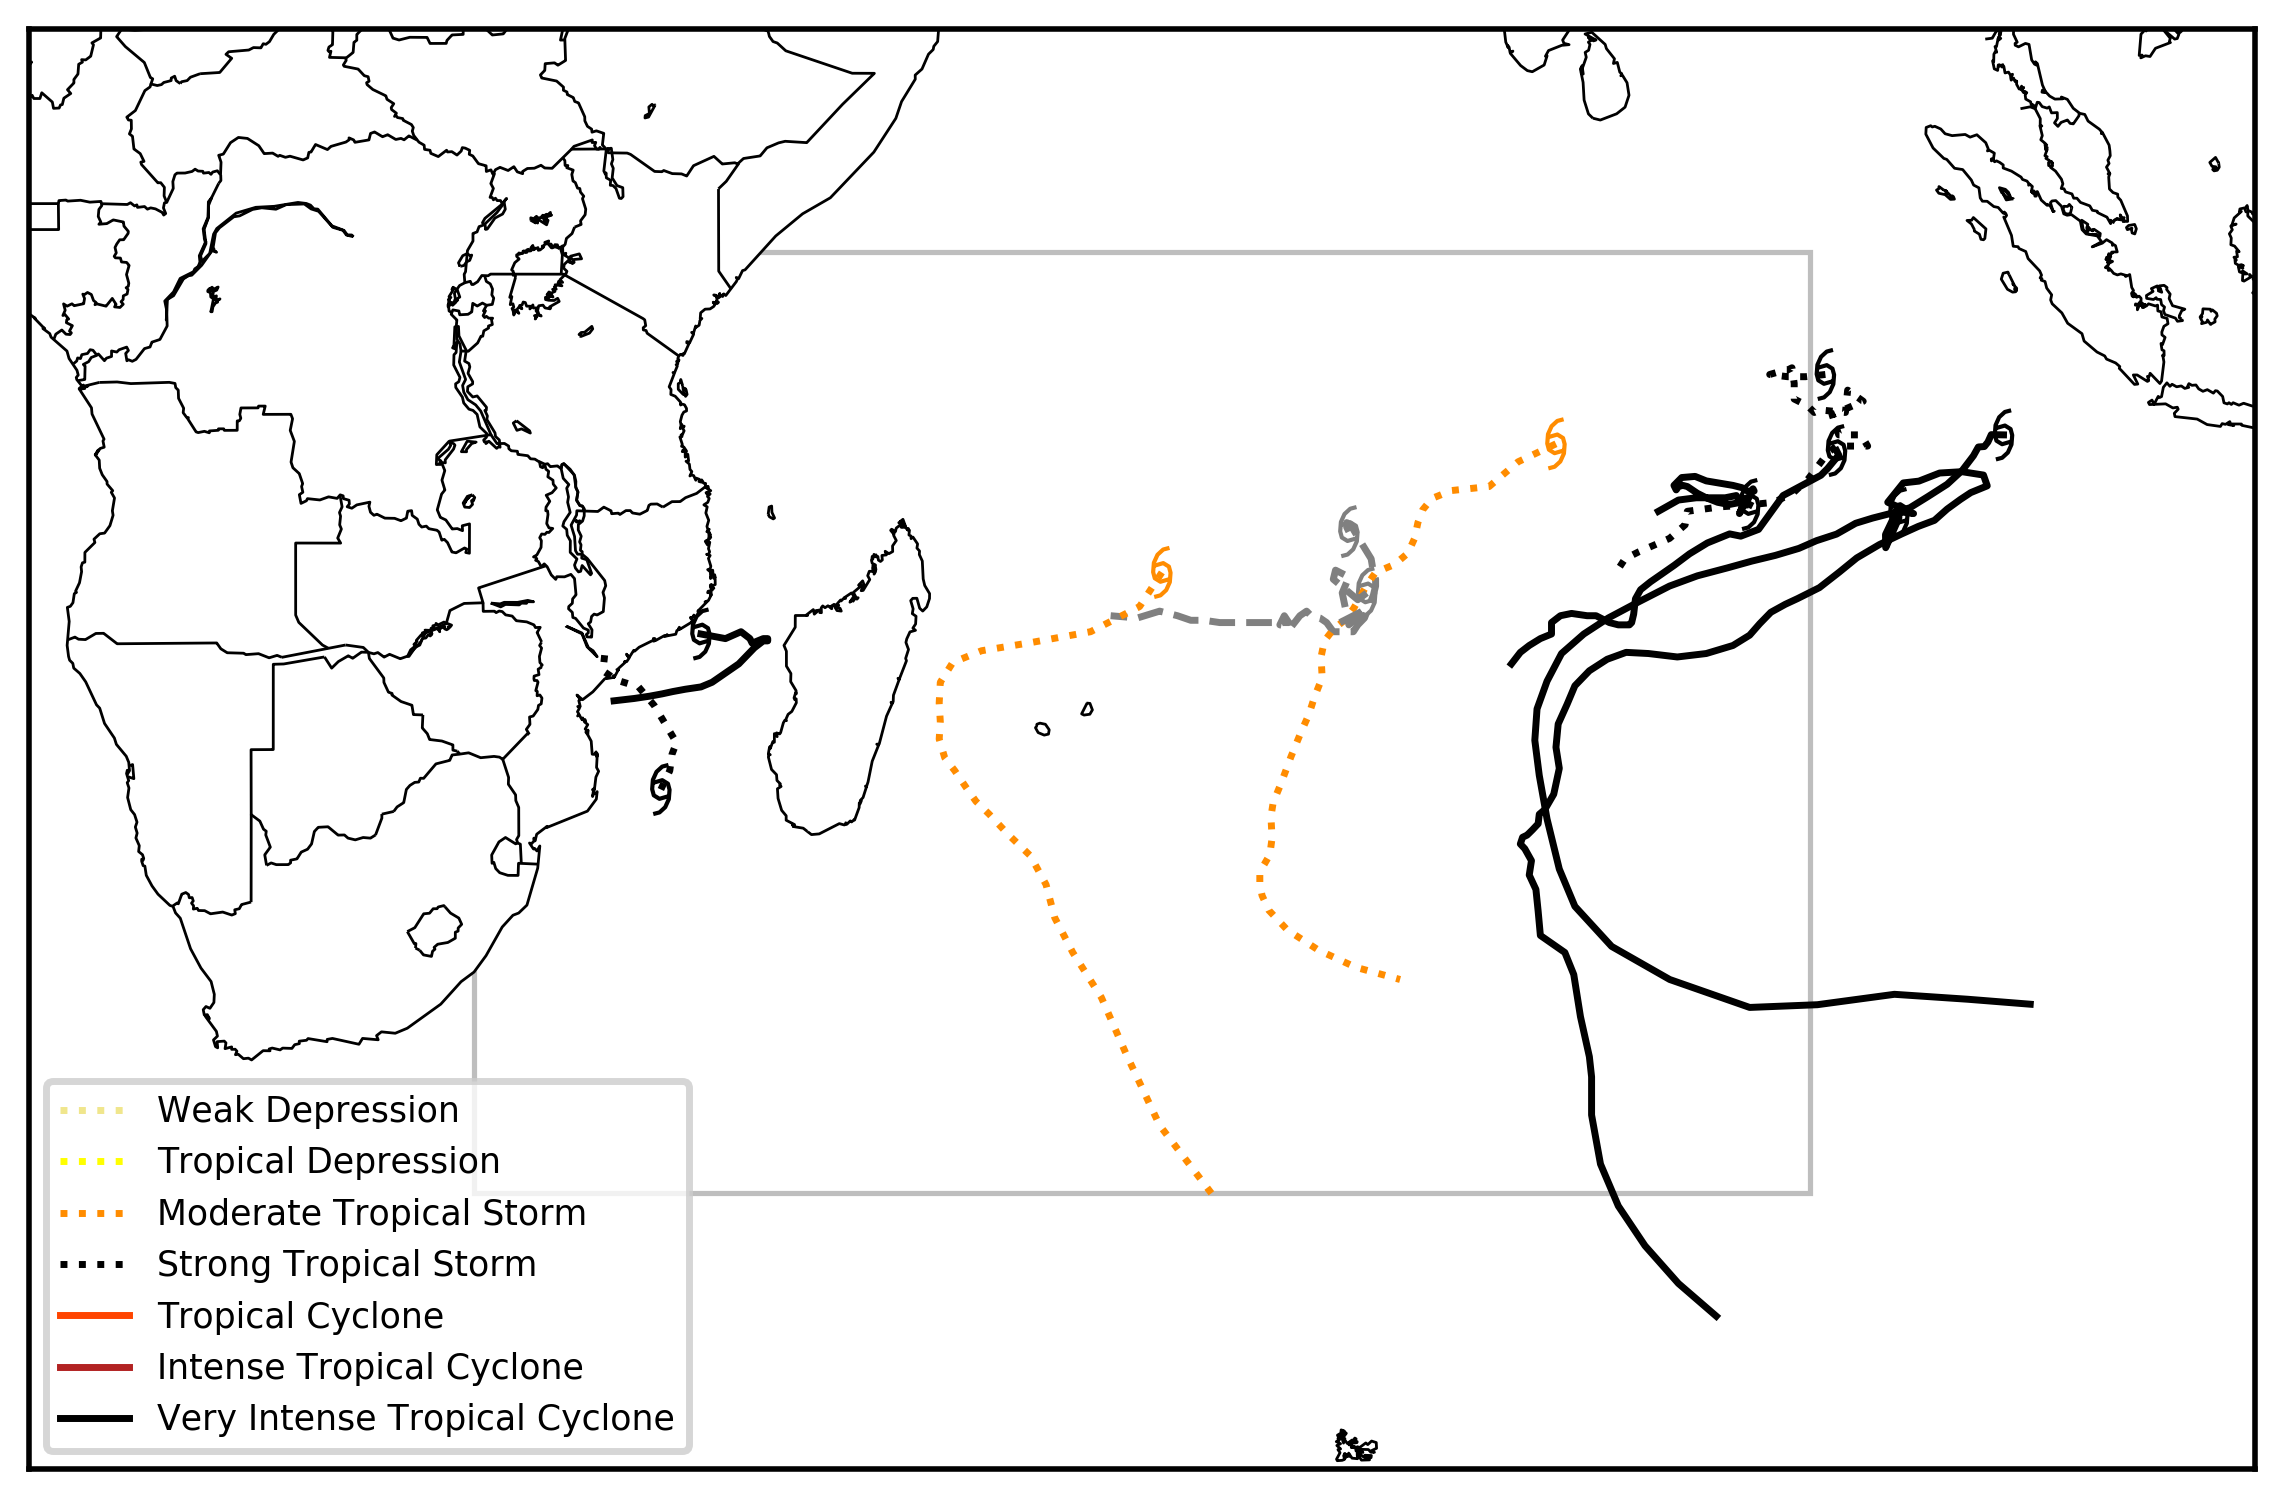 Weak Depression
Tropical Depression
Moderate Tropical Storm
Strong Tropical Storm
Tropical Cyclone
Intense Tropical Cyclone
Very Intense Tropical Cyclone